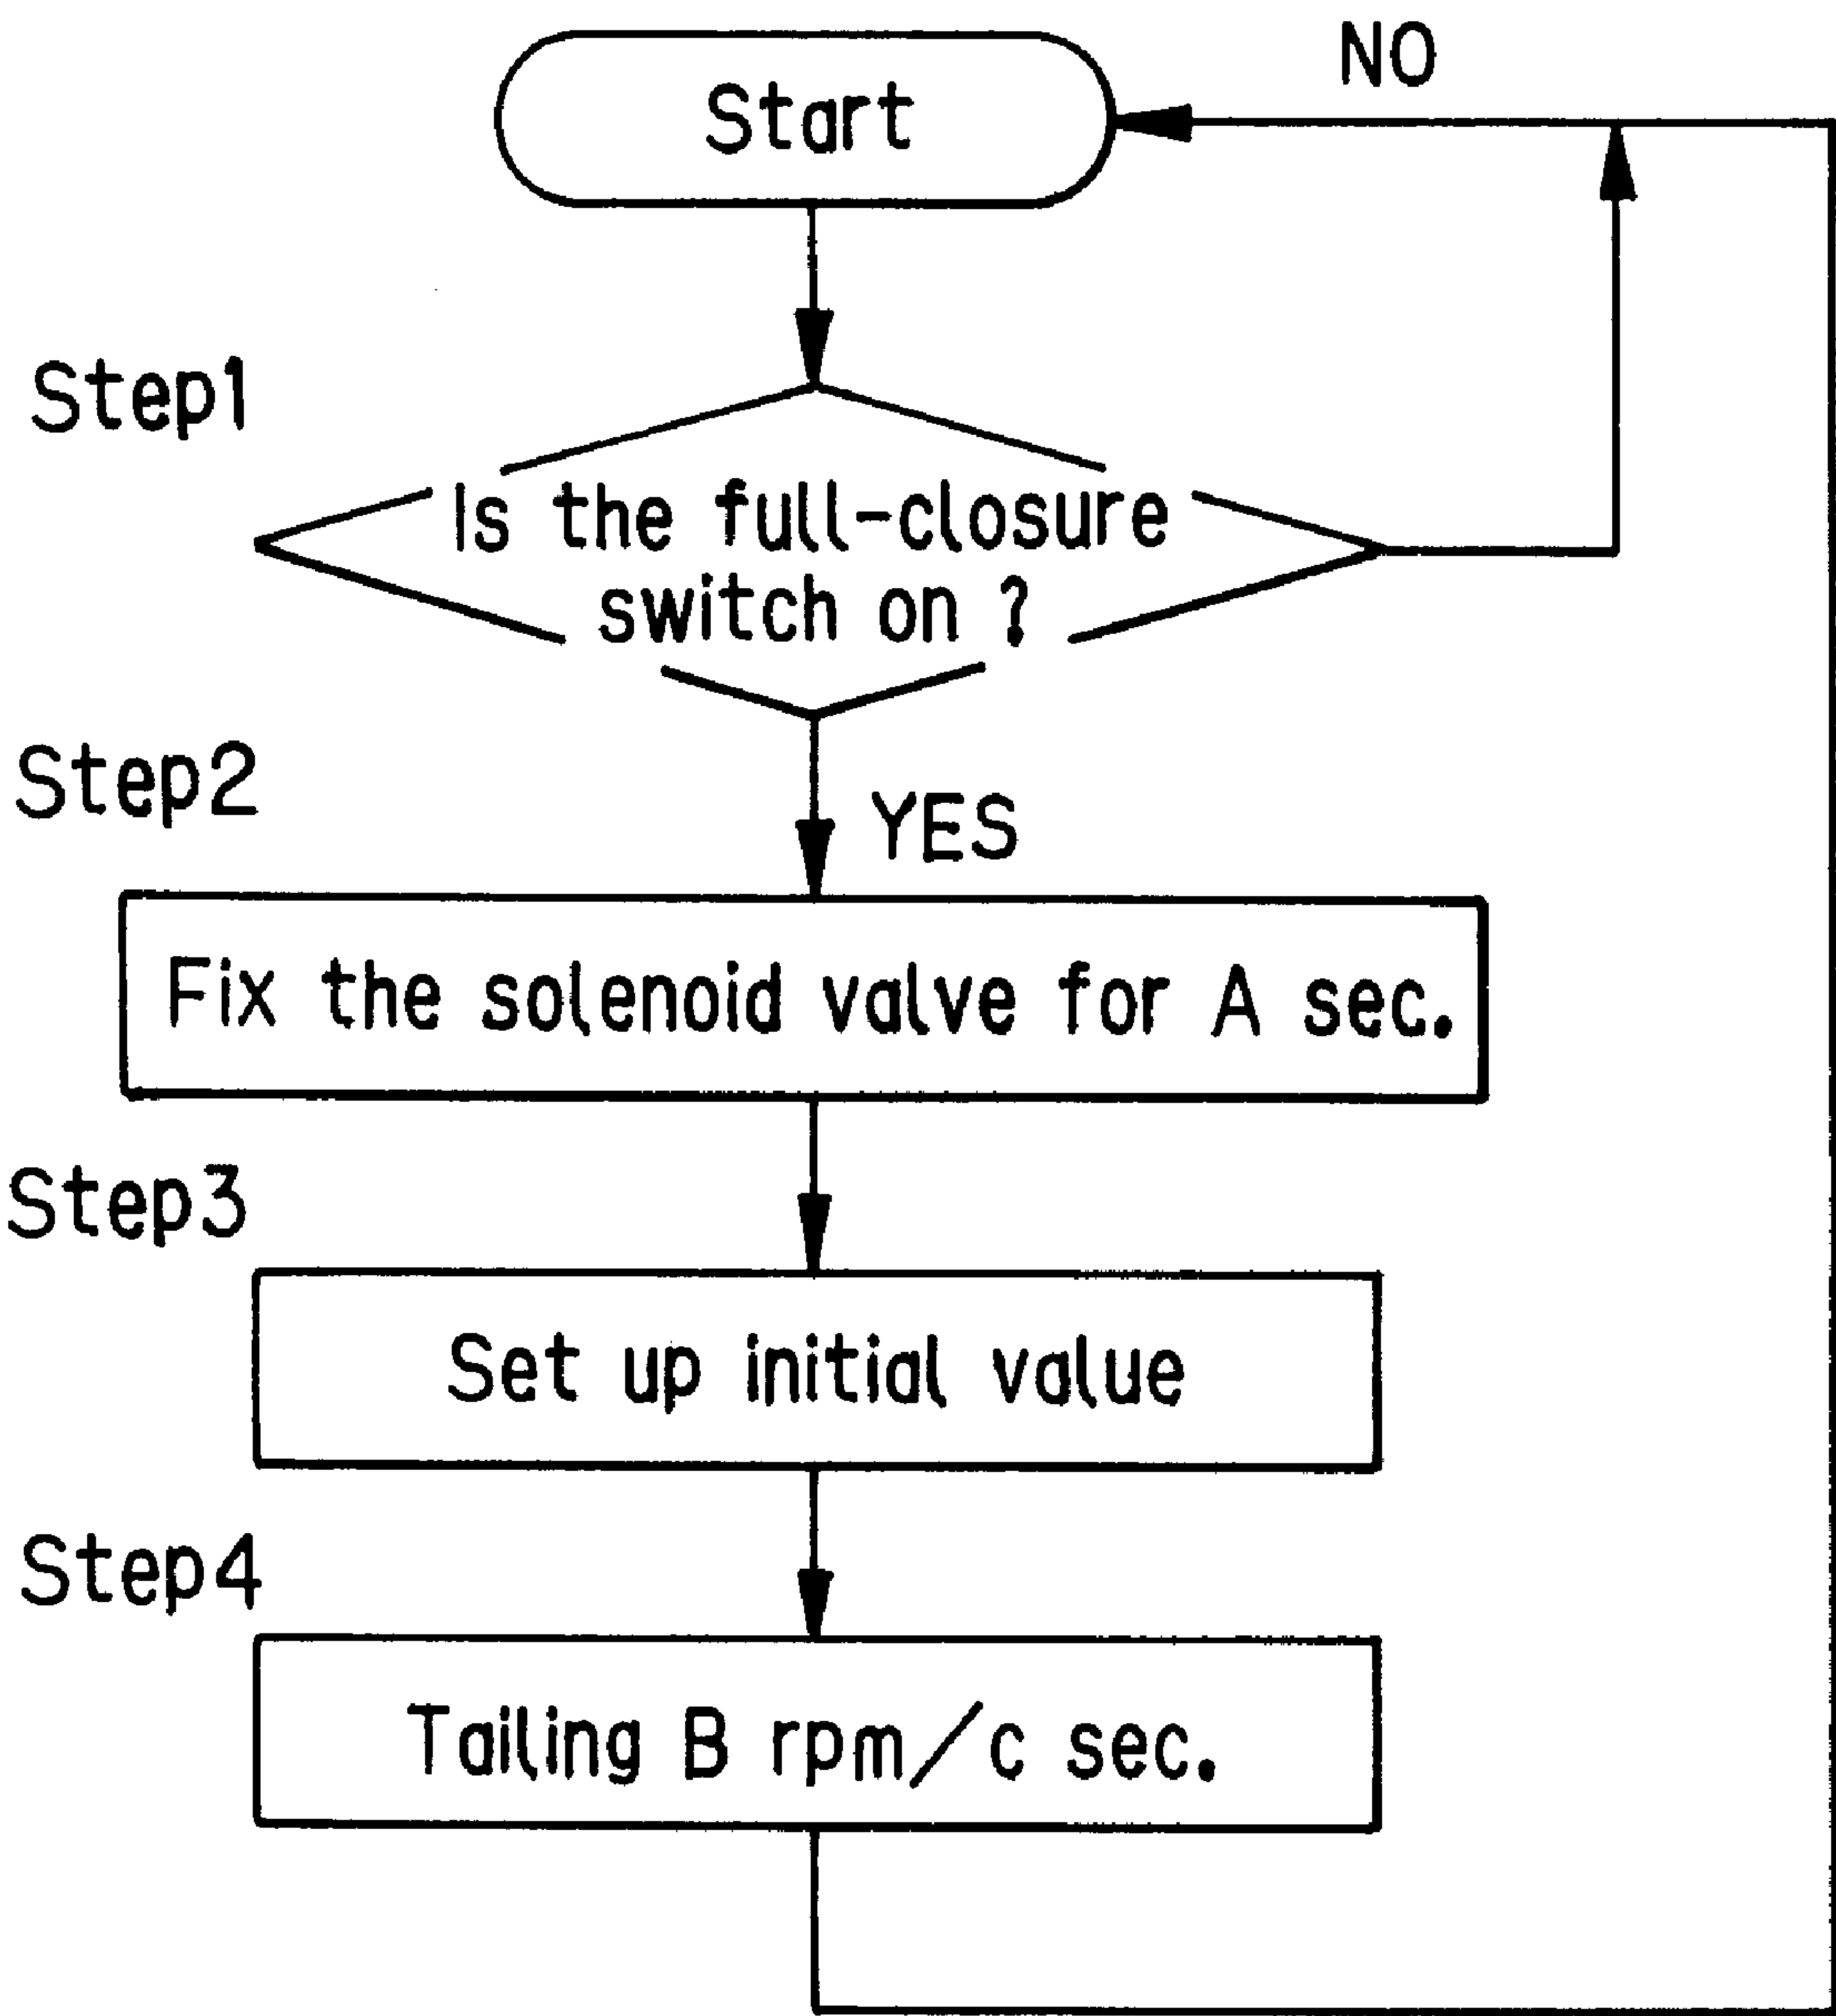 NO
Start
Step1
Is the full-closure
switch on ?
Step2
YES
Fix the solenoid valve for A sec.
Step3
Set up initial value
Step4
Tailing B rpm/c sec.